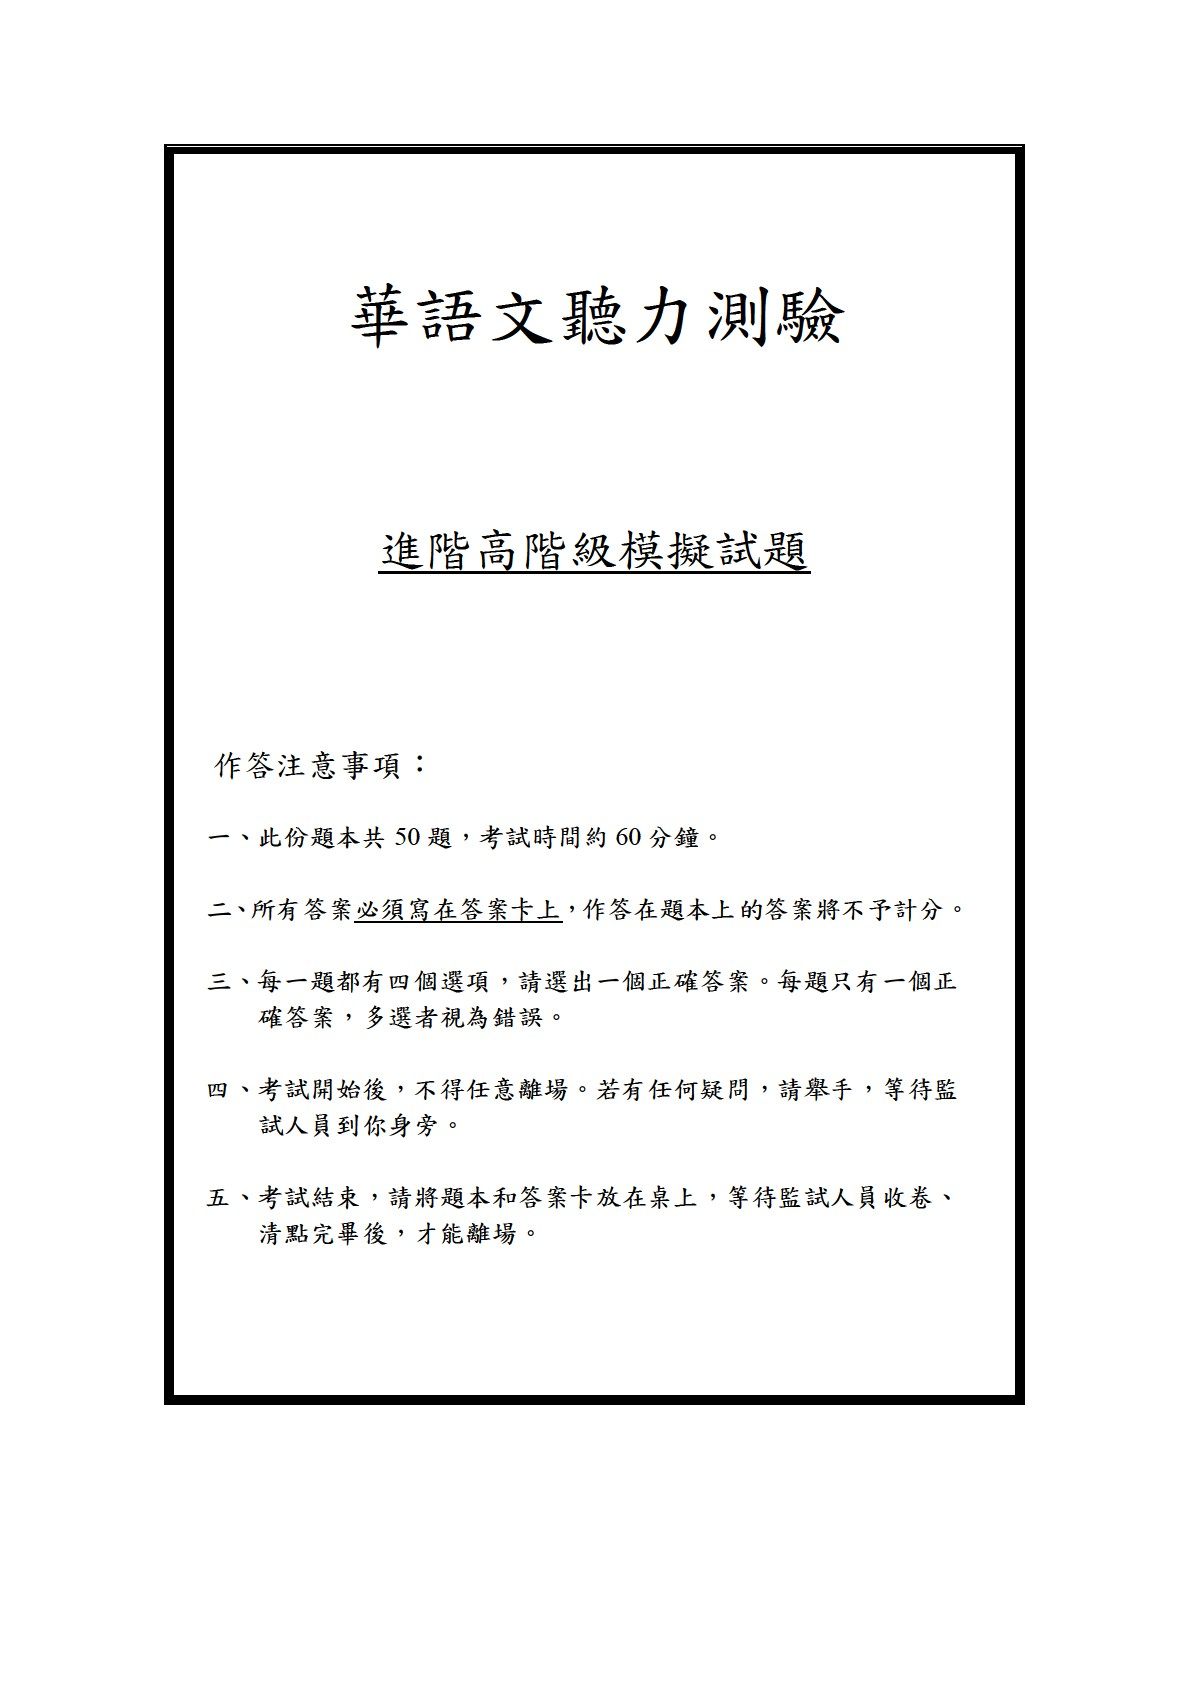 華語文聽力測驗
進階高階級模擬試題
作答注意事項：
一、此份題本共 50 題，考試時間約 60 分鐘。
二、所有答案必須寫在答案卡上，作答在題本上的答案將不予計分。
三、每一題都有四個選項，請選出一個正確答案。每題只有一個正
確答案，多選者視為錯誤。
四、考試開始後，不得任意離場。若有任何疑問，請舉手，等待監
試人員到你身旁。
五、考試結束，請將題本和答案卡放在桌上，等待監試人員收卷、
清點完畢後，才能離場。